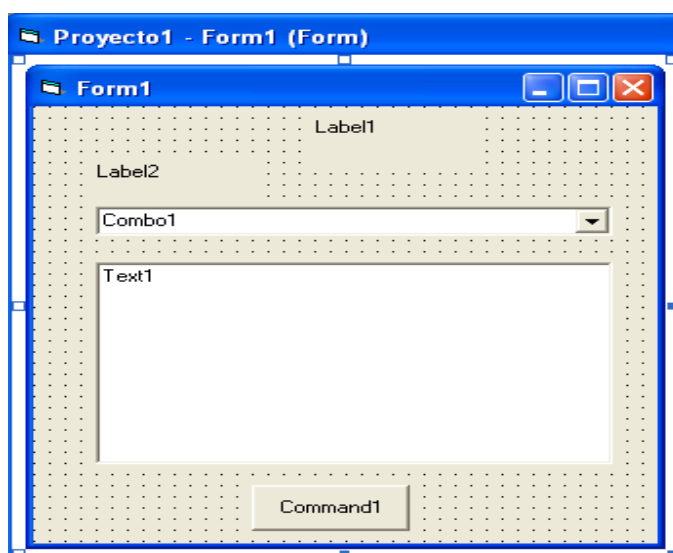 Proyecto1 - Form1 (Form)
Form1
Label1
Label2
Combo1
Text1
Command1